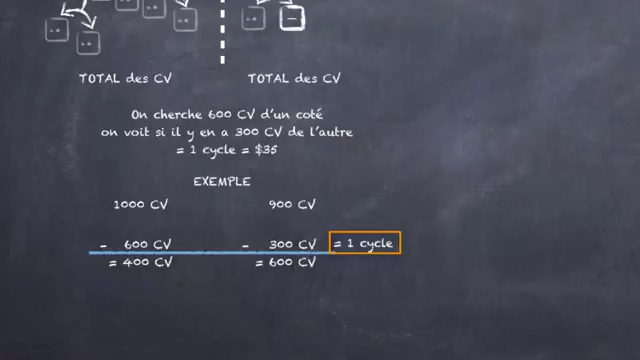 TOTAL des CV TOTAL des CV
On cherche 600 CV d'un coté
on voit si il y en a 300 CV de l'autre
= 1 cycle = $35
EXEMPLE
1000 CV 900 CV
- 600 CV - 300 CV = 1 cycle
= 400 CV = 600 CV